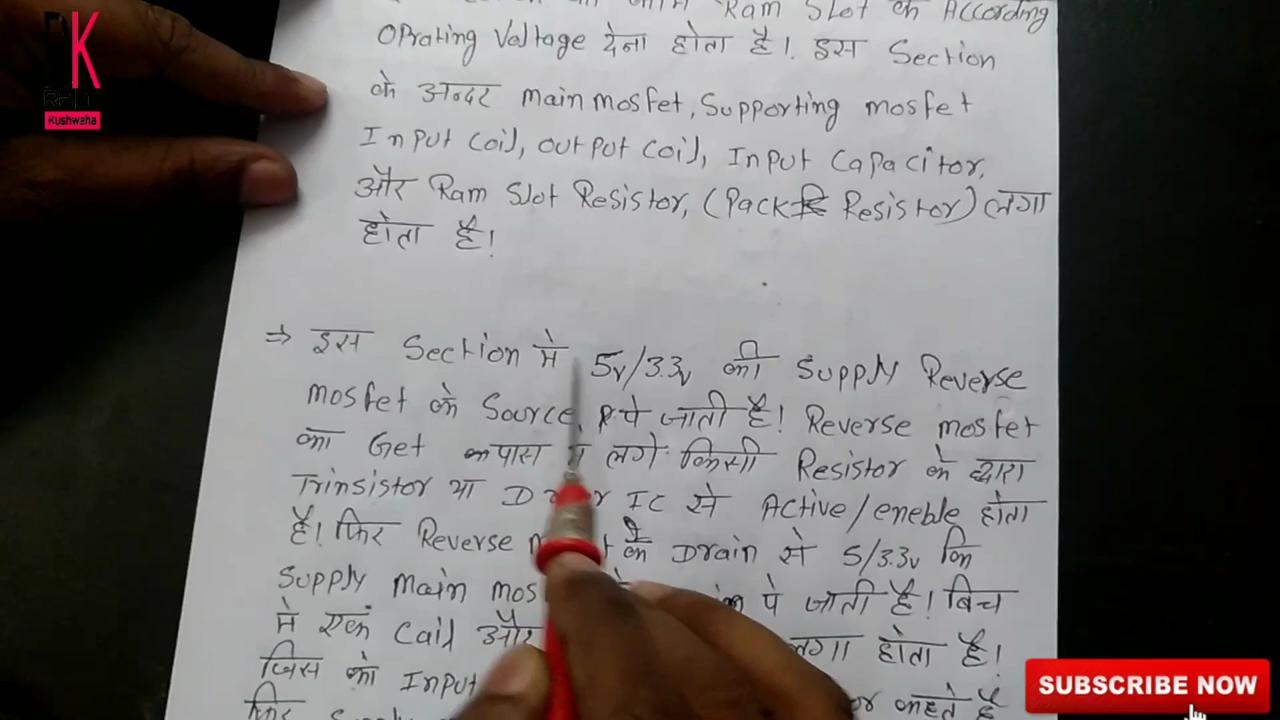 K
Kushwaha
Ram Slot के According
Oprating Voltage देना होता है। इस Section
के अन्दर main mosfet, Supporting mosfet
Input Coil, output coil, Input Capacitor,
और Ram Slot Resistor, (Pack Resistor) लगा
होता है।
⇒ इस Section मे 5v/3.3v की Supply Reverse
mosfet के Source पे जाती है। Reverse mosfet
का Get के पास लगे किसी Resistor के द्वारा
Trinsistor या IC से Active/eneble होता
है। फिर Reverse के Drain से 5/3.3v कि
Supply main पे जाती है। बिच
मे एक Cail और लगा होता है।
जिस को Input कहते है
फिर
SUBSCRIBE NOW